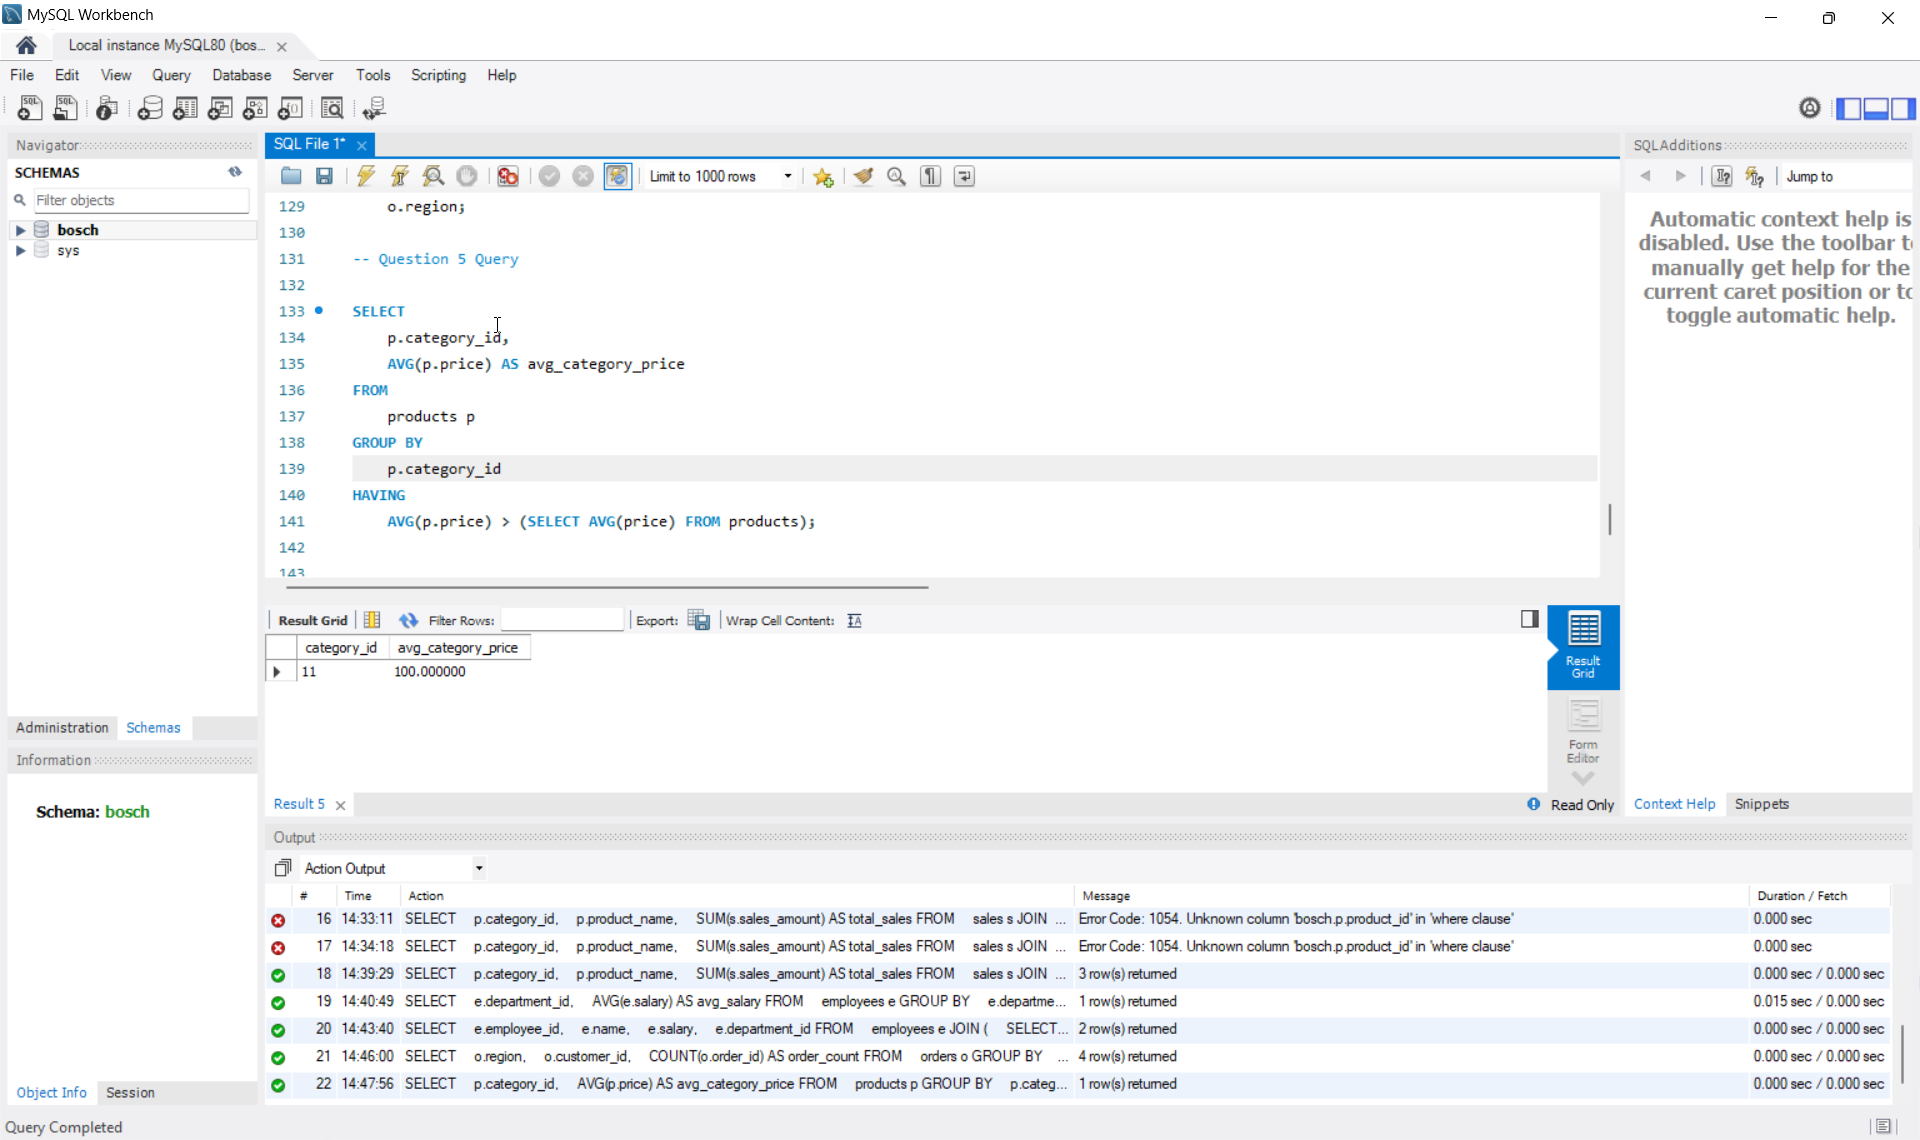 MySQL Workbench
Local instance MySQL80 (bos...
File Edit View Query Database Server Tools Scripting Help
Navigator
SCHEMAS
Filter objects
bosch
sys
Administration Schemas
Information
Schema: bosch
Object Info Session
Query Completed
SQL File 1*
Limit to 1000 rows
129 o.region;
130
131 -- Question 5 Query
132
133 SELECT
134 p.category_id,
135 AVG(p.price) AS avg_category_price
136 FROM
137 products p
138 GROUP BY
139 p.category_id
140 HAVING
141 AVG(p.price) > (SELECT AVG(price) FROM products);
142
143
Result Grid Filter Rows: Export: Wrap Cell Content:
category_id avg_category_price
11 100.000000
Result
Grid
Form
Editor
Result 5
Read Only
SQLAdditions
Jump to
Automatic context help is
disabled. Use the toolbar t
manually get help for the
current caret position or to
toggle automatic help.
Context Help Snippets
Output
Action Output
# Time Action Message Duration / Fetch
16 14:33:11 SELECT p.category_id, p.product_name, SUM(s.sales_amount) AS total_sales FROM sales s JOIN ... Error Code: 1054. Unknown column 'bosch.p.product_id' in 'where clause' 0.000 sec
17 14:34:18 SELECT p.category_id, p.product_name, SUM(s.sales_amount) AS total_sales FROM sales s JOIN ... Error Code: 1054. Unknown column 'bosch.p.product_id' in 'where clause' 0.000 sec
18 14:39:29 SELECT p.category_id, p.product_name, SUM(s.sales_amount) AS total_sales FROM sales s JOIN ... 3 row(s) returned 0.000 sec / 0.000 sec
19 14:40:49 SELECT e.department_id, AVG(e.salary) AS avg_salary FROM employees e GROUP BY e.departme... 1 row(s) returned 0.015 sec / 0.000 sec
20 14:43:40 SELECT e.employee_id, e.name, e.salary, e.department_id FROM employees e JOIN ( SELECT... 2 row(s) returned 0.000 sec / 0.000 sec
21 14:46:00 SELECT o.region, o.customer_id, COUNT(o.order_id) AS order_count FROM orders o GROUP BY ... 4 row(s) returned 0.000 sec / 0.000 sec
22 14:47:56 SELECT p.category_id, AVG(p.price) AS avg_category_price FROM products p GROUP BY p.categ... 1 row(s) returned 0.000 sec / 0.000 sec